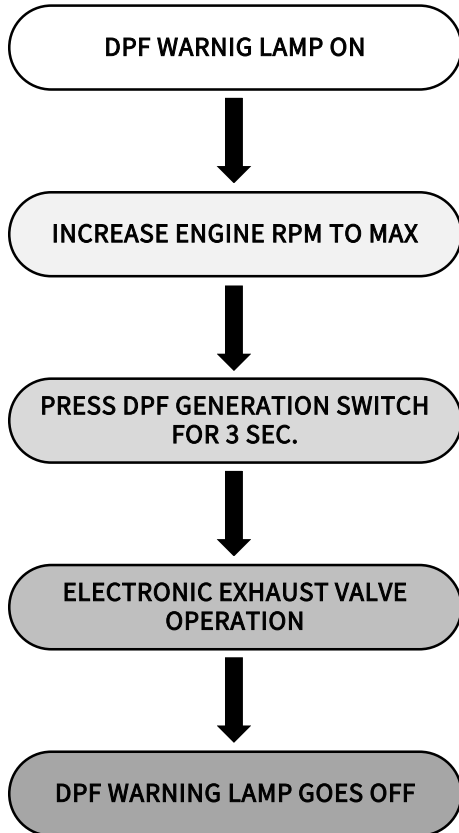 DPF WARNIG LAMP ON
INCREASE ENGINE RPM TO MAX
PRESS DPF GENERATION SWITCH
FOR 3 SEC.
ELECTRONIC EXHAUST VALVE
OPERATION
DPF WARNING LAMP GOES OFF